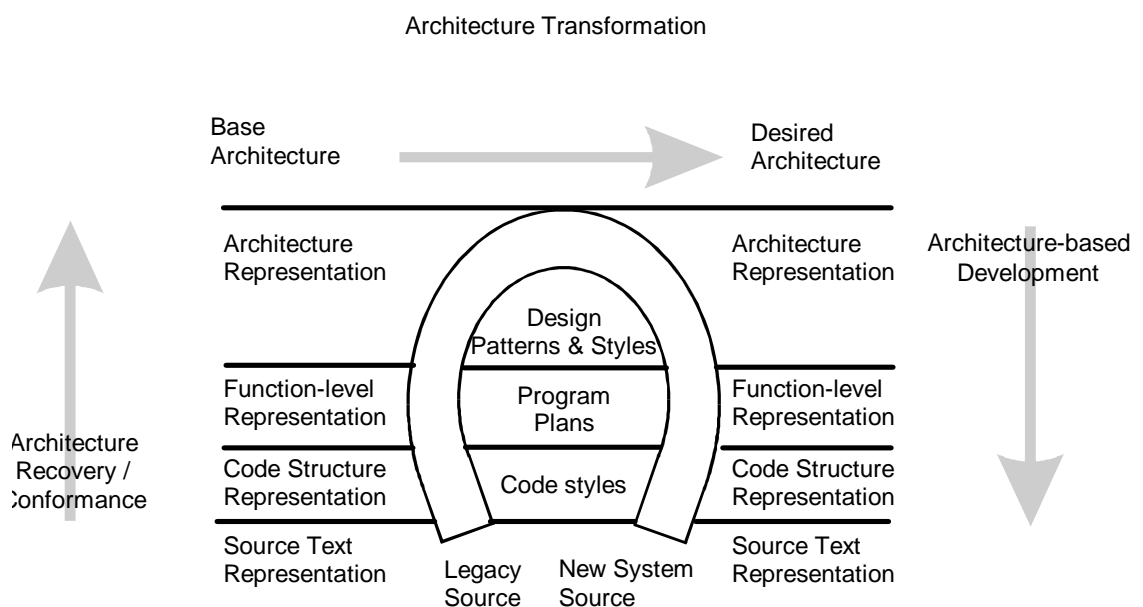 Architecture Transformation
Base
Architecture
Desired
Architecture
Architecture
Representation
Architecture
Representation
Architecture-based
Development
Design
Patterns & Styles
Function-level
Representation
Program
Plans
Function-level
Representation
Architecture
Recovery /
Conformance
Code Structure
Representation
Code styles
Code Structure
Representation
Source Text
Representation
Legacy
Source
New System
Source
Source Text
Representation